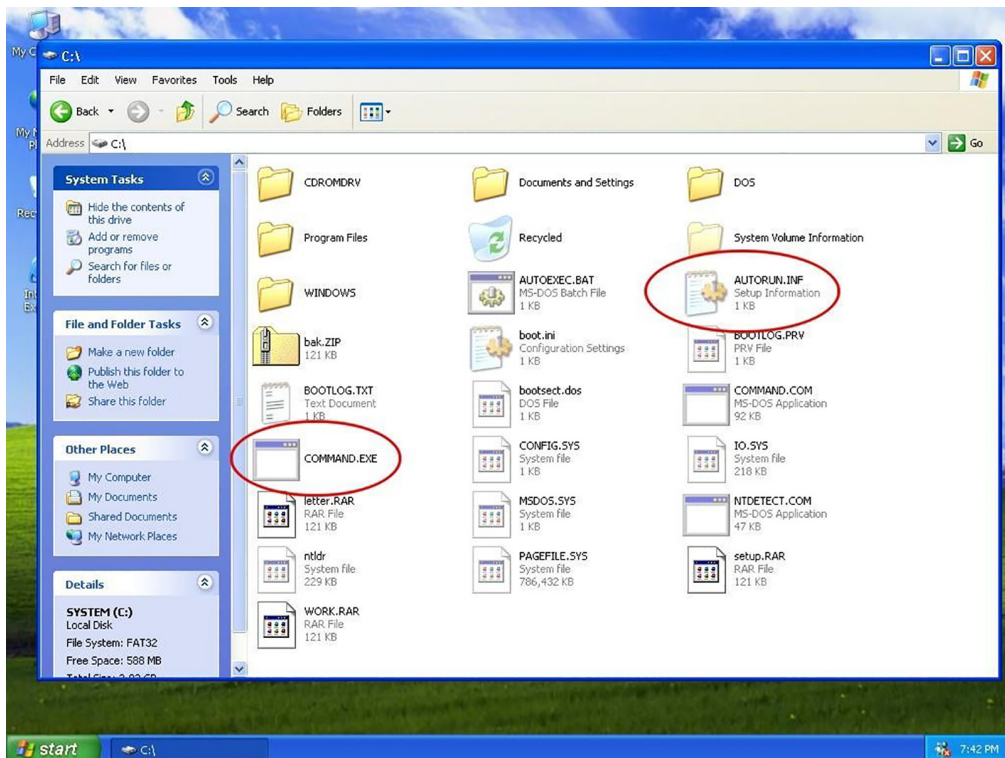 My C
C:\
File Edit View Favorites Tools Help
Back Search Folders
Address C:\ Go
System Tasks
Hide the contents of
this drive
Add or remove
programs
Search for files or
folders
File and Folder Tasks
Make a new folder
Publish this folder to
the Web
Share this folder
Other Places
My Computer
My Documents
Shared Documents
My Network Places
Details
SYSTEM (C:)
Local Disk
File System: FAT32
Free Space: 588 MB
CDROMDRV
Documents and Settings
DOS
Program Files
Recycled
System Volume Information
WINDOWS
AUTOEXEC.BAT
MS-DOS Batch File
1 KB
AUTORUN.INF
Setup Information
1 KB
bak.ZIP
121 KB
boot.ini
Configuration Settings
1 KB
BOOTLOG.PRV
PRV File
1 KB
BOOTLOG.TXT
Text Document
1 KB
bootsect.dos
DOS File
1 KB
COMMAND.COM
MS-DOS Application
92 KB
COMMAND.EXE
CONFIG.SYS
System file
1 KB
IO.SYS
System file
218 KB
letter.RAR
RAR File
121 KB
MSDOS.SYS
System file
1 KB
NTDETECT.COM
MS-DOS Application
47 KB
ntldr
System file
229 KB
PAGEFILE.SYS
System file
786,432 KB
setup.RAR
RAR File
121 KB
WORK.RAR
RAR File
121 KB
start C:\ 7:42 PM